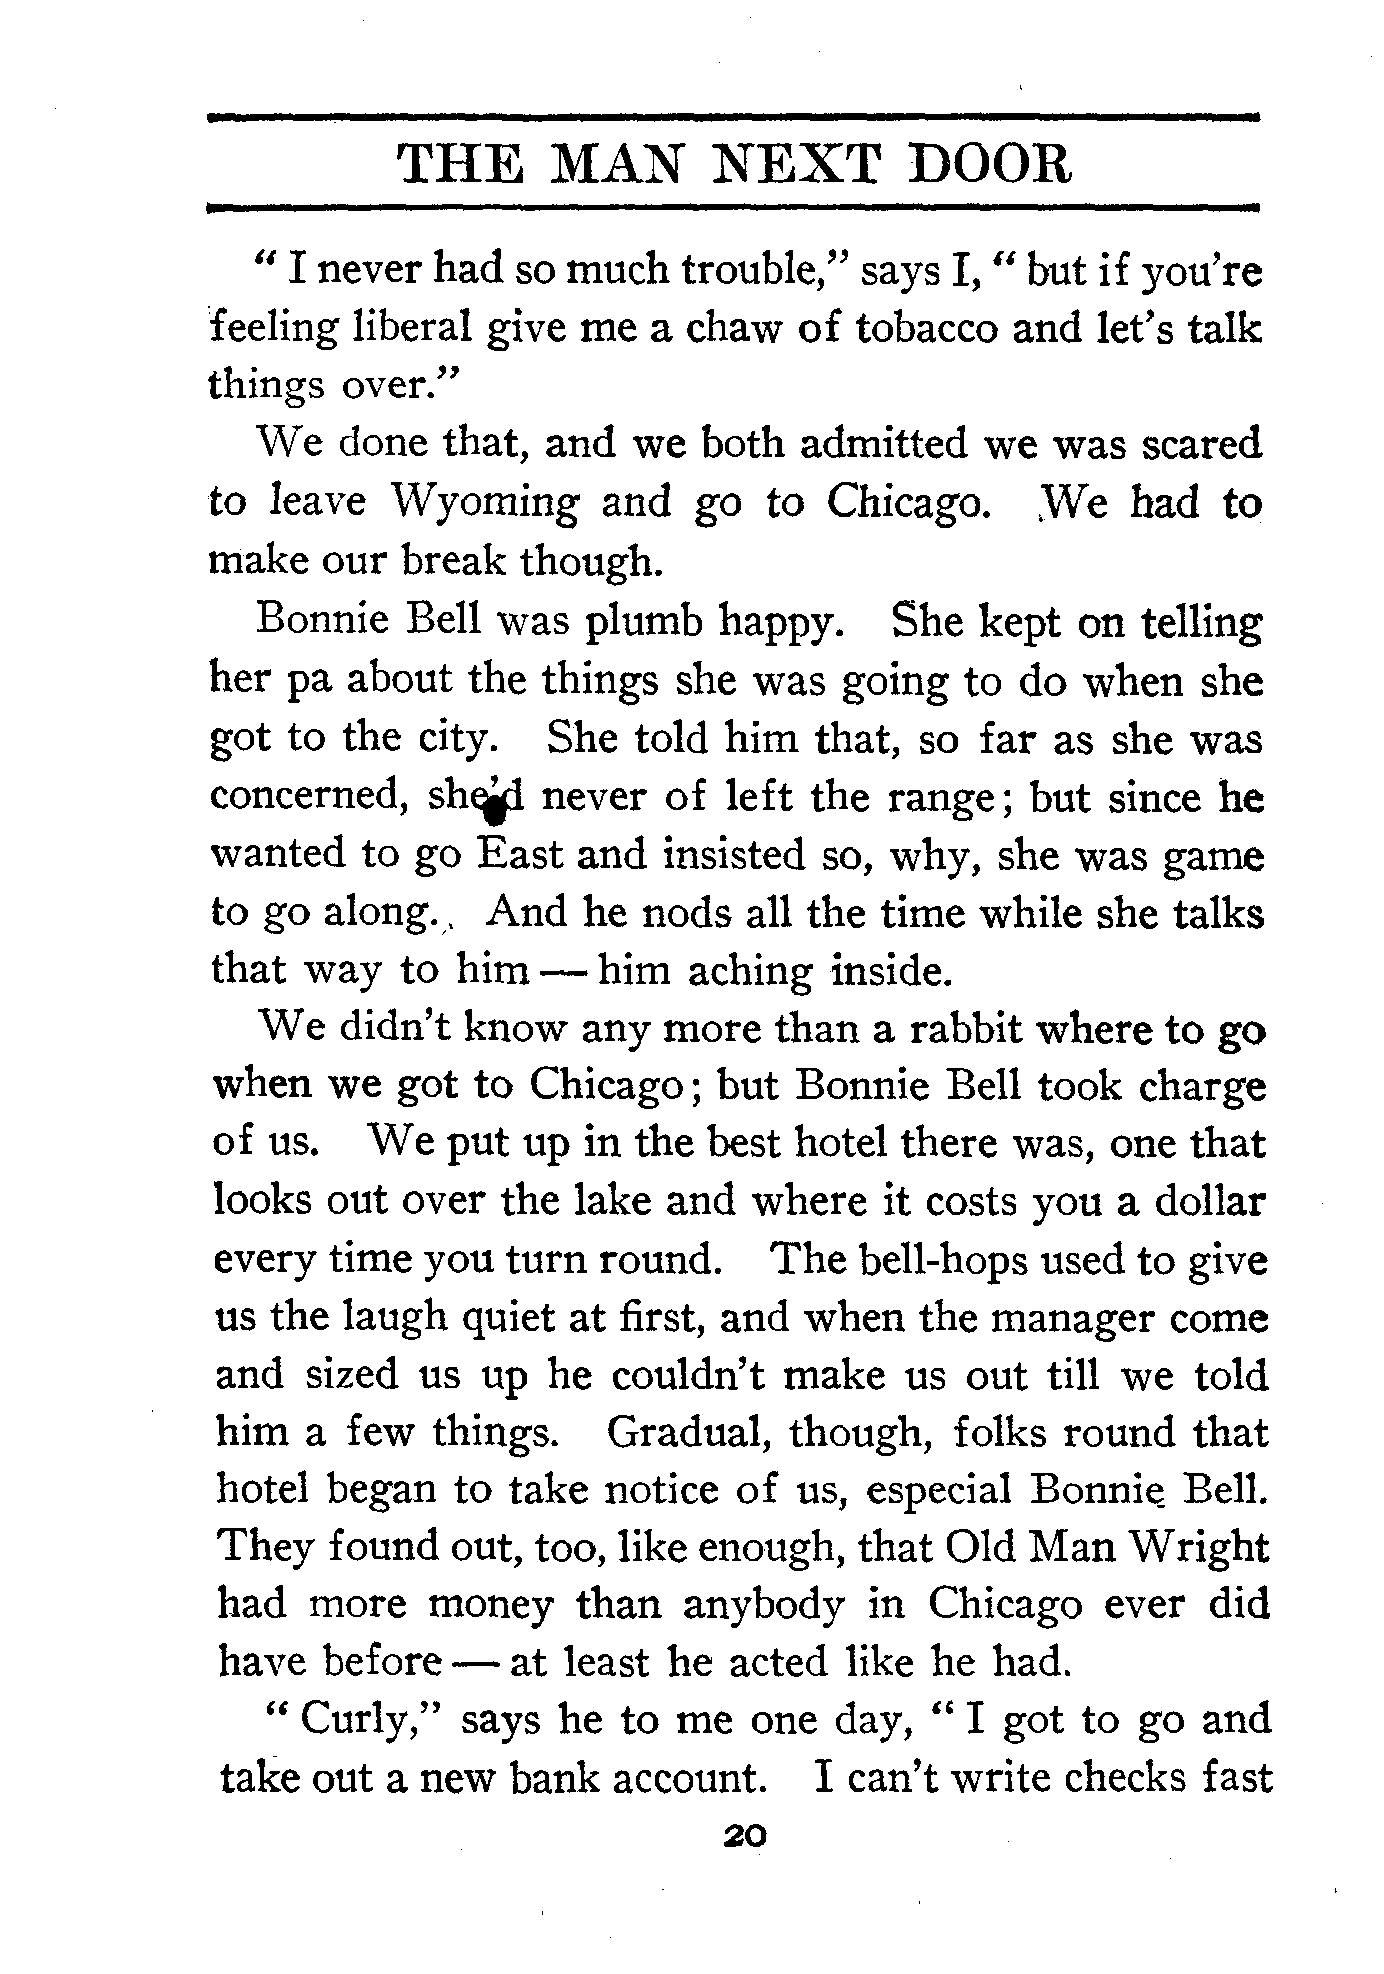 THE MAN NEXT DOOR
" I never had so much trouble," says I, " but if you're
feeling liberal give me a chaw of tobacco and let's talk
things over."
We done that, and we both admitted we was scared
to leave Wyoming and go to Chicago. We had to
make our break though.
Bonnie Bell was plumb happy. She kept on telling
her pa about the things she was going to do when she
got to the city. She told him that, so far as she was
concerned, she'd never of left the range; but since he
wanted to go East and insisted so, why, she was game
to go along. And he nods all the time while she talks
that way to him — him aching inside.
We didn't know any more than a rabbit where to go
when we got to Chicago; but Bonnie Bell took charge
of us. We put up in the best hotel there was, one that
looks out over the lake and where it costs you a dollar
every time you turn round. The bell-hops used to give
us the laugh quiet at first, and when the manager come
and sized us up he couldn't make us out till we told
him a few things. Gradual, though, folks round that
hotel began to take notice of us, especial Bonnie Bell.
They found out, too, like enough, that Old Man Wright
had more money than anybody in Chicago ever did
have before — at least he acted like he had.
" Curly," says he to me one day, " I got to go and
take out a new bank account. I can't write checks fast
20